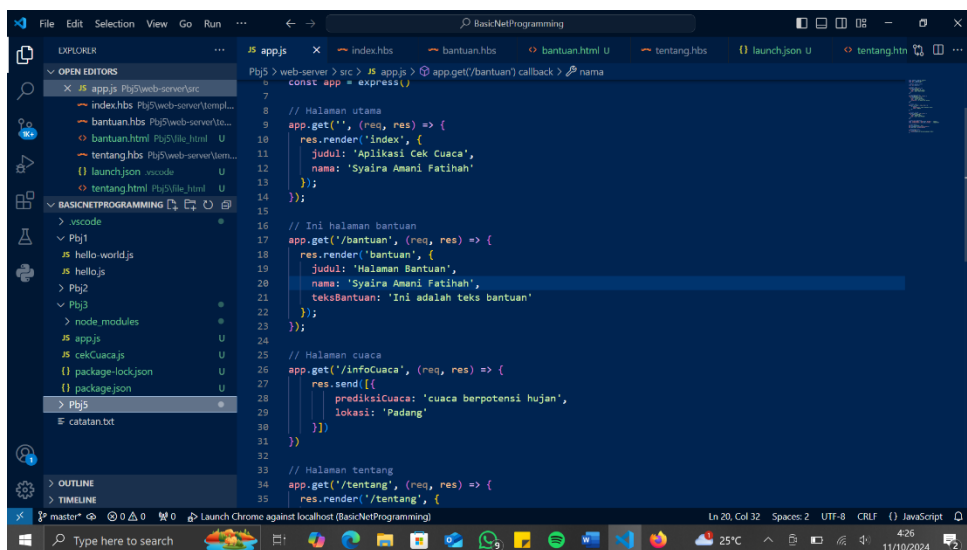 File Edit Selection View Go Run ··· BasicNetProgramming
EXPLORER ···
OPEN EDITORS
JS app.js Pbj5\web-server\src
index.hbs Pbj5\web-server\templ...
bantuan.hbs Pbj5\web-server\te...
bantuan.html Pbj5\file_html U
tentang.hbs Pbj5\web-server\tem...
{} launch.json .vscode U
tentang.html Pbj5\file_html U
BASICNETPROGRAMMING
> .vscode
Pbj1
JS hello-world.js
JS hello.js
> Pbj2
Pbj3
> node_modules
JS app.js U
JS cekCuaca.js U
{} package-lock.json U
{} package.json U
> Pbj5
catatan.txt
> OUTLINE
> TIMELINE
1K+
1
JS app.js × index.hbs bantuan.hbs <> bantuan.html U tentang.hbs {} launch.json U <> tentang.htm
Pbj5 > web-server > src > JS app.js > app.get('/bantuan') callback > nama
6 const app = express()
7
8 // Halaman utama
9 app.get('', (req, res) => {
10 res.render('index', {
11 judul: 'Aplikasi Cek Cuaca',
12 nama: 'Syaira Amani Fatihah'
13 });
14 });
15
16 // Ini halaman bantuan
17 app.get('/bantuan', (req, res) => {
18 res.render('bantuan', {
19 judul: 'Halaman Bantuan',
20 nama: 'Syaira Amani Fatihah',
21 teksBantuan: 'Ini adalah teks bantuan'
22 });
23 });
24
25 // Halaman cuaca
26 app.get('/infoCuaca', (req, res) => {
27 res.send([{
28 prediksiCuaca: 'cuaca berpotensi hujan',
29 lokasi: 'Padang'
30 }])
31 })
32
33 // Halaman tentang
34 app.get('/tentang', (req, res) => {
35 res.render('/tentang', {
master* 0 0 0 Launch Chrome against localhost (BasicNetProgramming) Ln 20, Col 32 Spaces: 2 UTF-8 CRLF {} JavaScript
Type here to search 25°C 4:26
11/10/2024